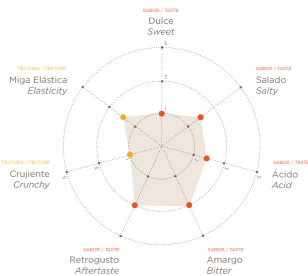 SABOR / TASTE
Dulce
Sweet
5
3
1
TEXTURA / TEXTURE
Miga Elástica
Elasticity
SABOR / TASTE
Salado
Salty
TEXTURA / TEXTURE
Crujiente
Crunchy
SABOR / TASTE
Ácido
Acid
SABOR / TASTE
Retrogusto
Aftertaste
SABOR / TASTE
Amargo
Bitter